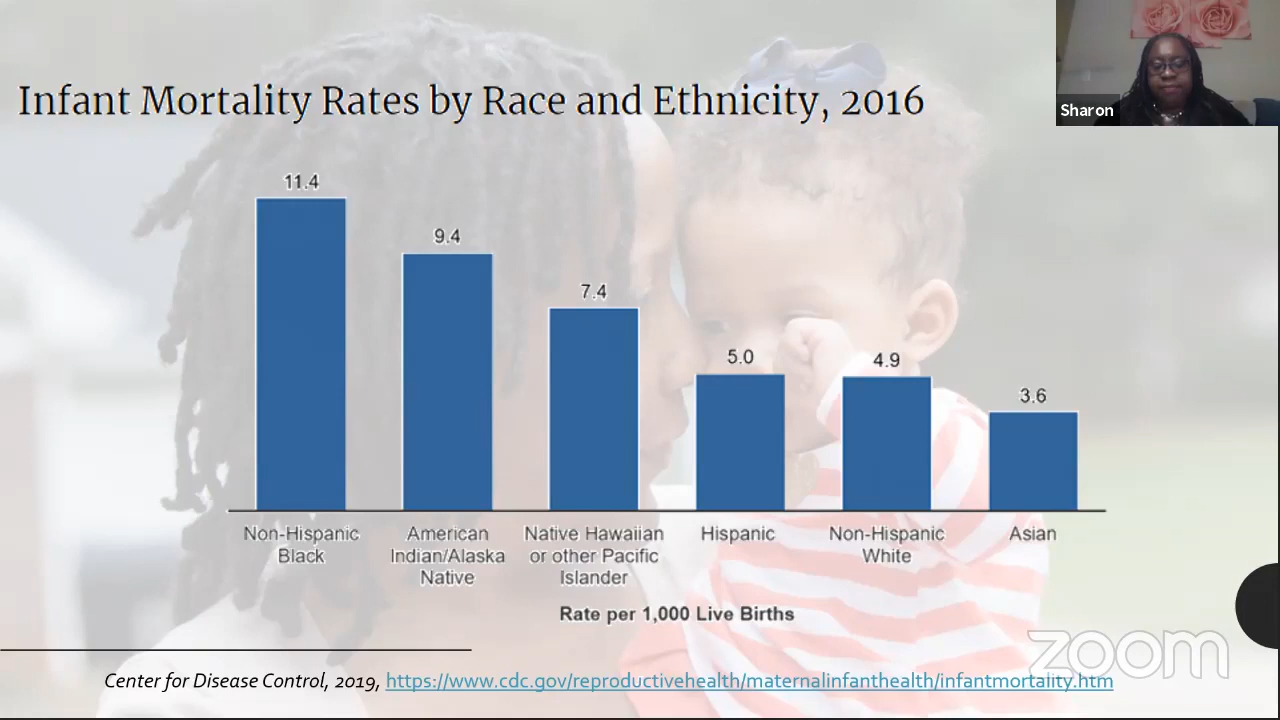 Infant Mortality Rates by Race and Ethnicity, 2016
Sharon
11.4
9.4
7.4
5.0
4.9
3.6
Non-Hispanic
Black
American
Indian/Alaska
Native
Native Hawaiian
or other Pacific
Islander
Hispanic
Non-Hispanic
White
Asian
Rate per 1,000 Live Births
zoom
Center for Disease Control, 2019, https://www.cdc.gov/reproductivehealth/maternalinfanthealth/infantmortality.htm